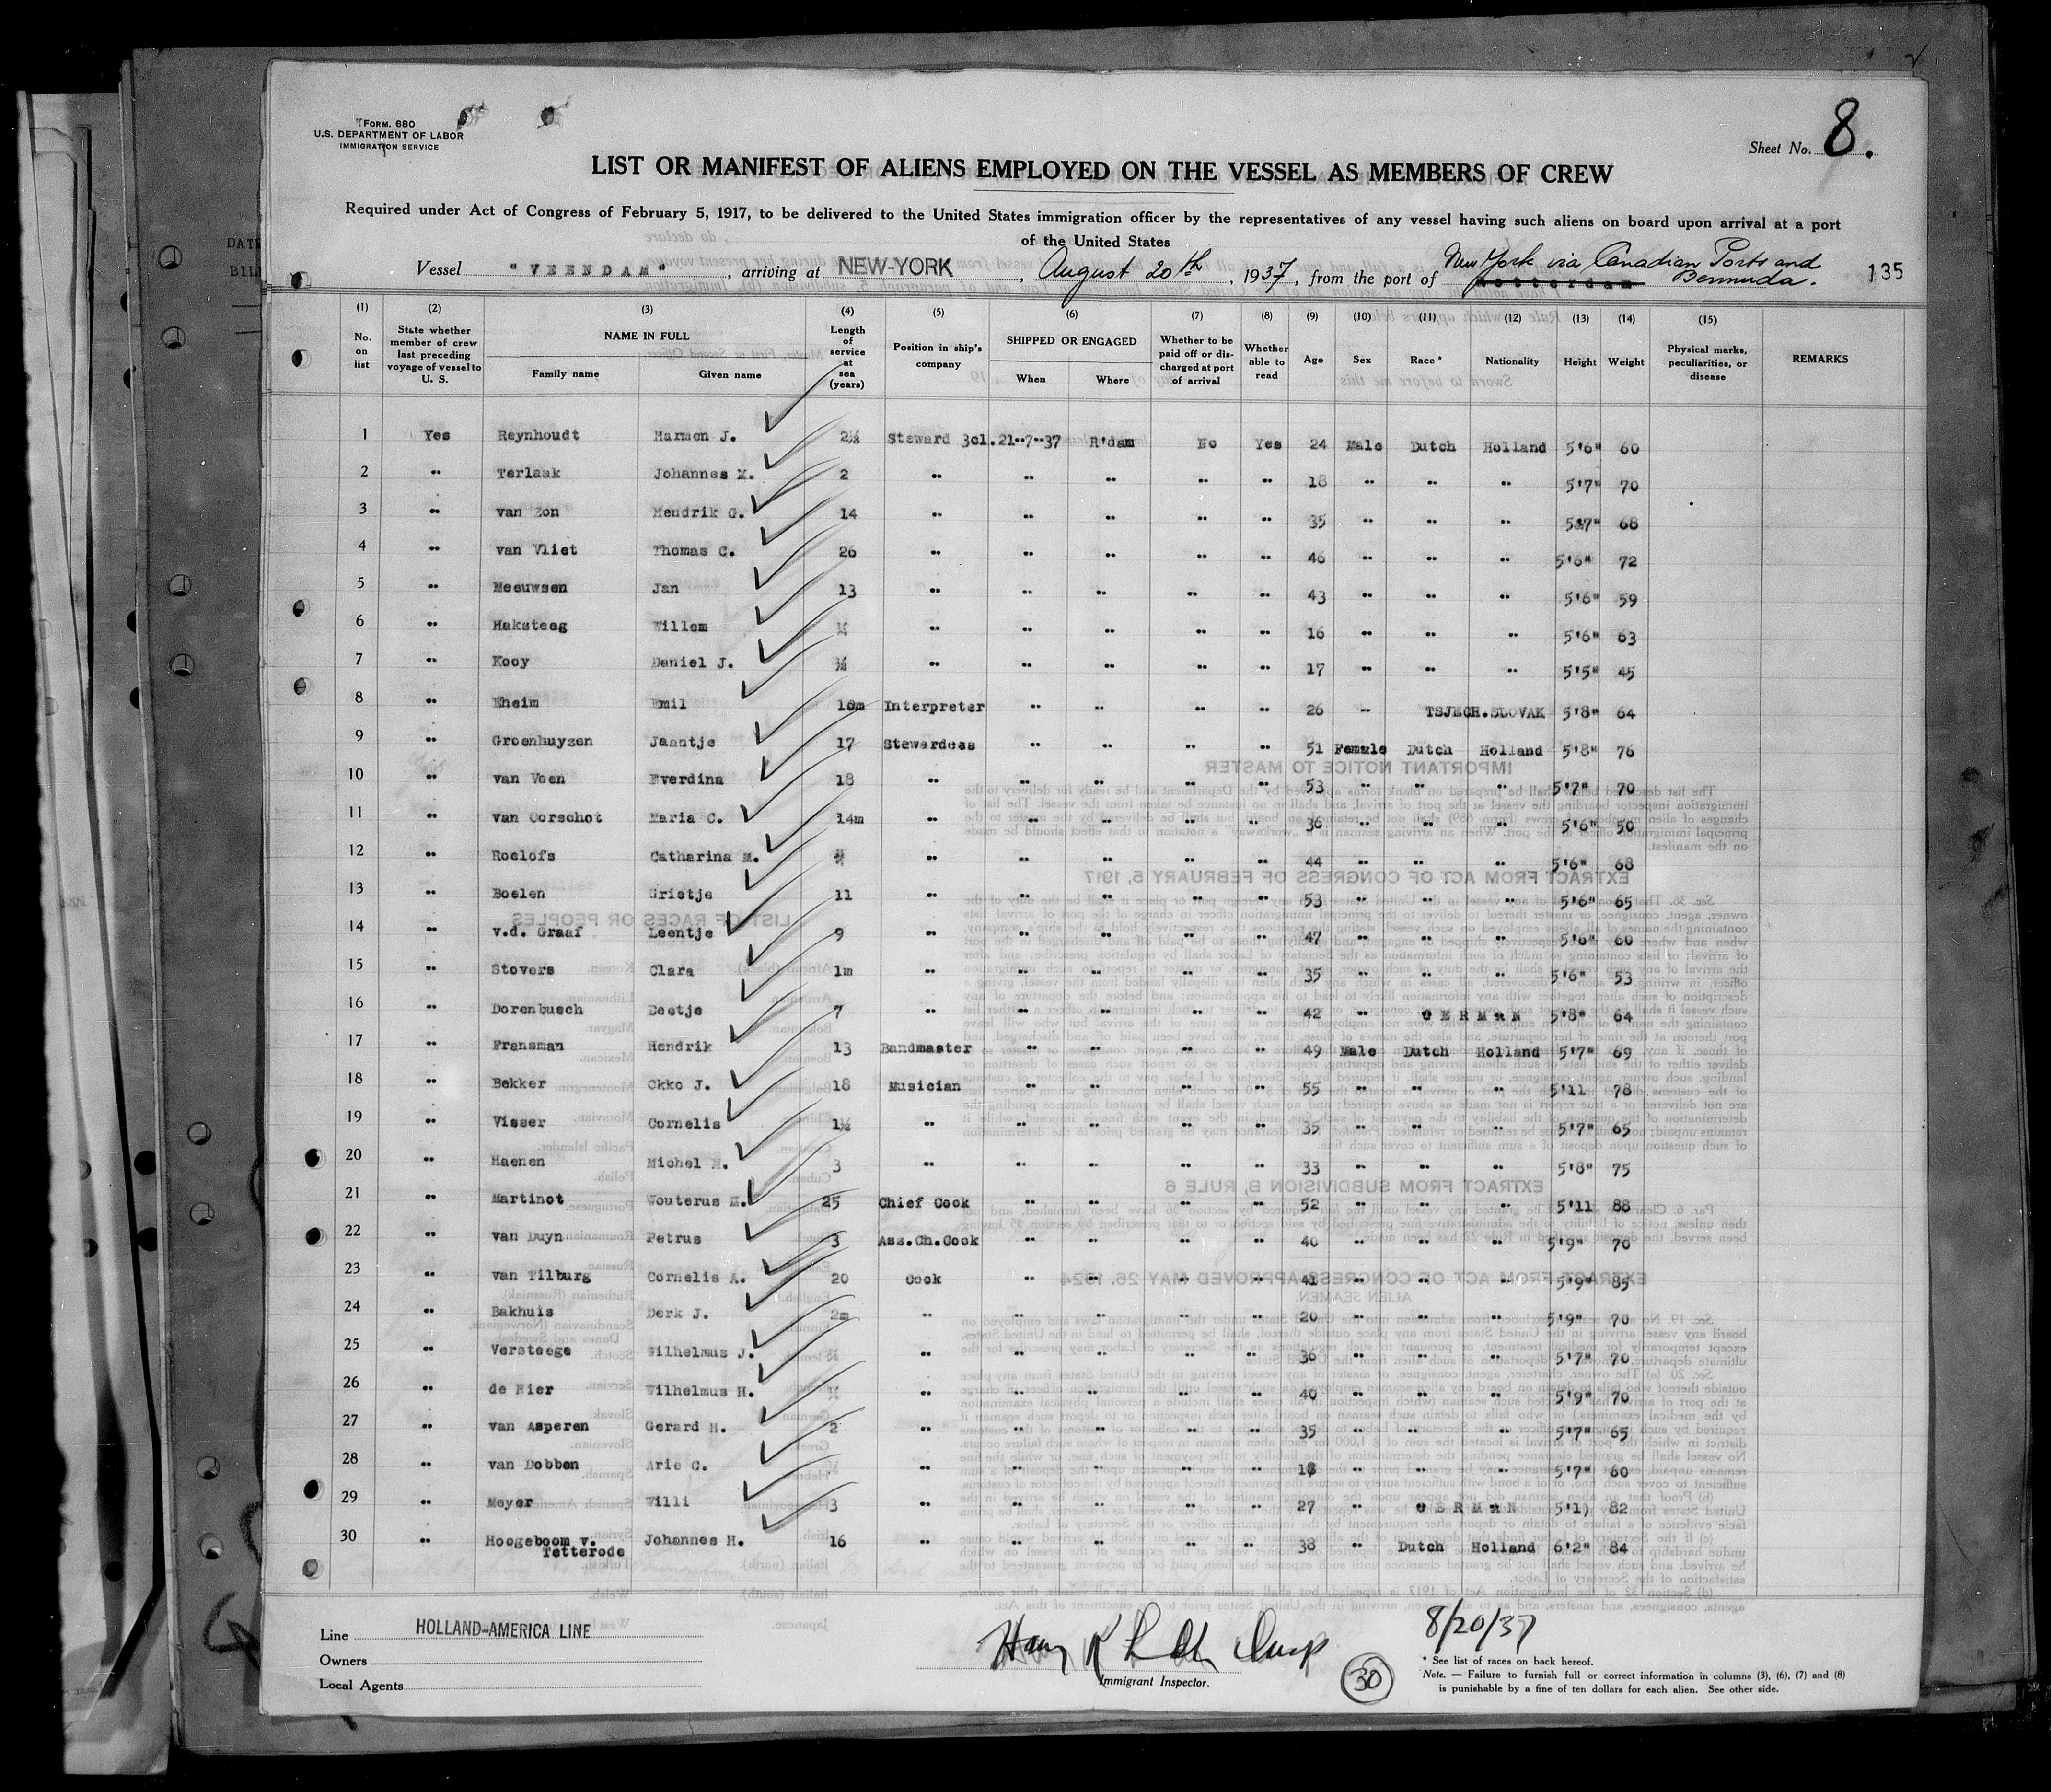 Form. 680
U.S. DEPARTMENT OF LABOR
IMMIGRATION SERVICE
Sheet No. 8.
LIST OR MANIFEST OF ALIENS EMPLOYED ON THE VESSEL AS MEMBERS OF CREW
Required under Act of Congress of February 5, 1917, to be delivered to the United States immigration officer by the representatives of any vessel having such aliens on board upon arrival at a port
of the United States
Vessel "VEENDAM", arriving at NEW-YORK, August 20th, 1937, from the port of New York via Canadian Ports and Bermuda. 135
(1) No. on list (2) State whether member of crew last preceding voyage of vessel to U. S. (3) NAME IN FULL Family name Given name (4) Length of service at sea (years) (5) Position in ship's company (6) SHIPPED OR ENGAGED When Where (7) Whether to be paid off or discharged at port of arrival (8) Whether able to read (9) Age (10) Sex (11) Race* (12) Nationality (13) Height (14) Weight (15) Physical marks, peculiarities, or disease REMARKS
1 Yes Reynhoudt Harmen J. 2½ Steward 3cl. 21-7-37 R'dam No Yes 24 Male Dutch Holland 5'6" 60
2 " Terlaak Johannes M. 2 " " " " " 18 " " " 5'7" 70
3 " van Zon Hendrik G. 14 " " " " " 35 " " " 5'7" 68
4 " van Vliet Thomas C. 26 " " " " " 46 " " " 5'6" 72
5 " Meeuwsen Jan 13 " " " " " 43 " " " 5'6" 59
6 " Haksteeg Willem " " " " " 16 " " " 5'6" 63
7 " Kooy Daniel J. ½ " " " " " 17 " " " 5'5" 45
8 " Eheim Emil 10m Interpreter " " " " 26 " TSJECH.SLOVAK 5'8" 64
9 " Groenhuyzen Jaantje 17 Stewardess " " " " 51 Female Dutch Holland 5'8" 76
10 " van Veen Everdina 18 " " " " " 53 " " " 5'7" 70
11 " van Oorschot Maria C. 14m " " " " " 36 " " " 5'6" 50
12 " Roelofs Catharina M. " " " " " 44 " " " 5'6" 68
13 " Boelen Grietje 11 " " " " " 53 " " " 5'6" 65
14 " v.d. Graaf Leentje 9 " " " " " 47 " " " 5'6" 60
15 " Stovers Clara 1m " " " " " 35 " " " 5'6" 53
16 " Dorenbusch Deetje 7 " " " " " 42 " GERMAN 5'8" 64
17 " Fransman Hendrik 13 Bandmaster " " " " 49 Male Dutch Holland 5'7" 69
18 " Bekker Okko J. 18 Musician " " " " 55 " " " 5'11 78
19 " Visser Cornelis 1½ " " " " " 35 " " " 5'7" 65
20 " Haenen Michel M. 3 " " " " " 33 " " " 5'8" 75
21 " Martinot Wouterus M. 25 Chief Cook " " " " 52 " " " 5'11 88
22 " van Duyn Petrus 3 Ass.Ch.Cook " " " " 40 " " " 5'9" 70
23 " van Tilburg Cornelis A. 20 Cook " " " " 41 " " " 5'9" 85
24 " Bakhuis Derk J. 2m " " " " " 20 " " " 5'9" 70
25 " Versteege Wilhelmus J. " " " " " 36 " " " 5'7" 70
26 " de Nier Wilhelmus H. " " " " " 40 " " " 5'9" 70
27 " van Asperen Gerard H. 2 " " " " " 35 " " " 5'7" 65
28 " van Dobben Arie C. " " " " " 18 " " " 5'7" 60
29 " Meyer Willi 3 " " " " " 27 " GERMAN 5'1) 82
30 " Hoogeboom v. Tetterode Johannes H. 16 " " " " " 38 " Dutch Holland 6'2" 84
Line HOLLAND-AMERICA LINE
Owners
Local Agents
Immigrant Inspector.
30
8/20/37
* See list of races on back hereof.
Note. — Failure to furnish full or correct information in columns (3), (6), (7) and (8)
is punishable by a fine of ten dollars for each alien. See other side.